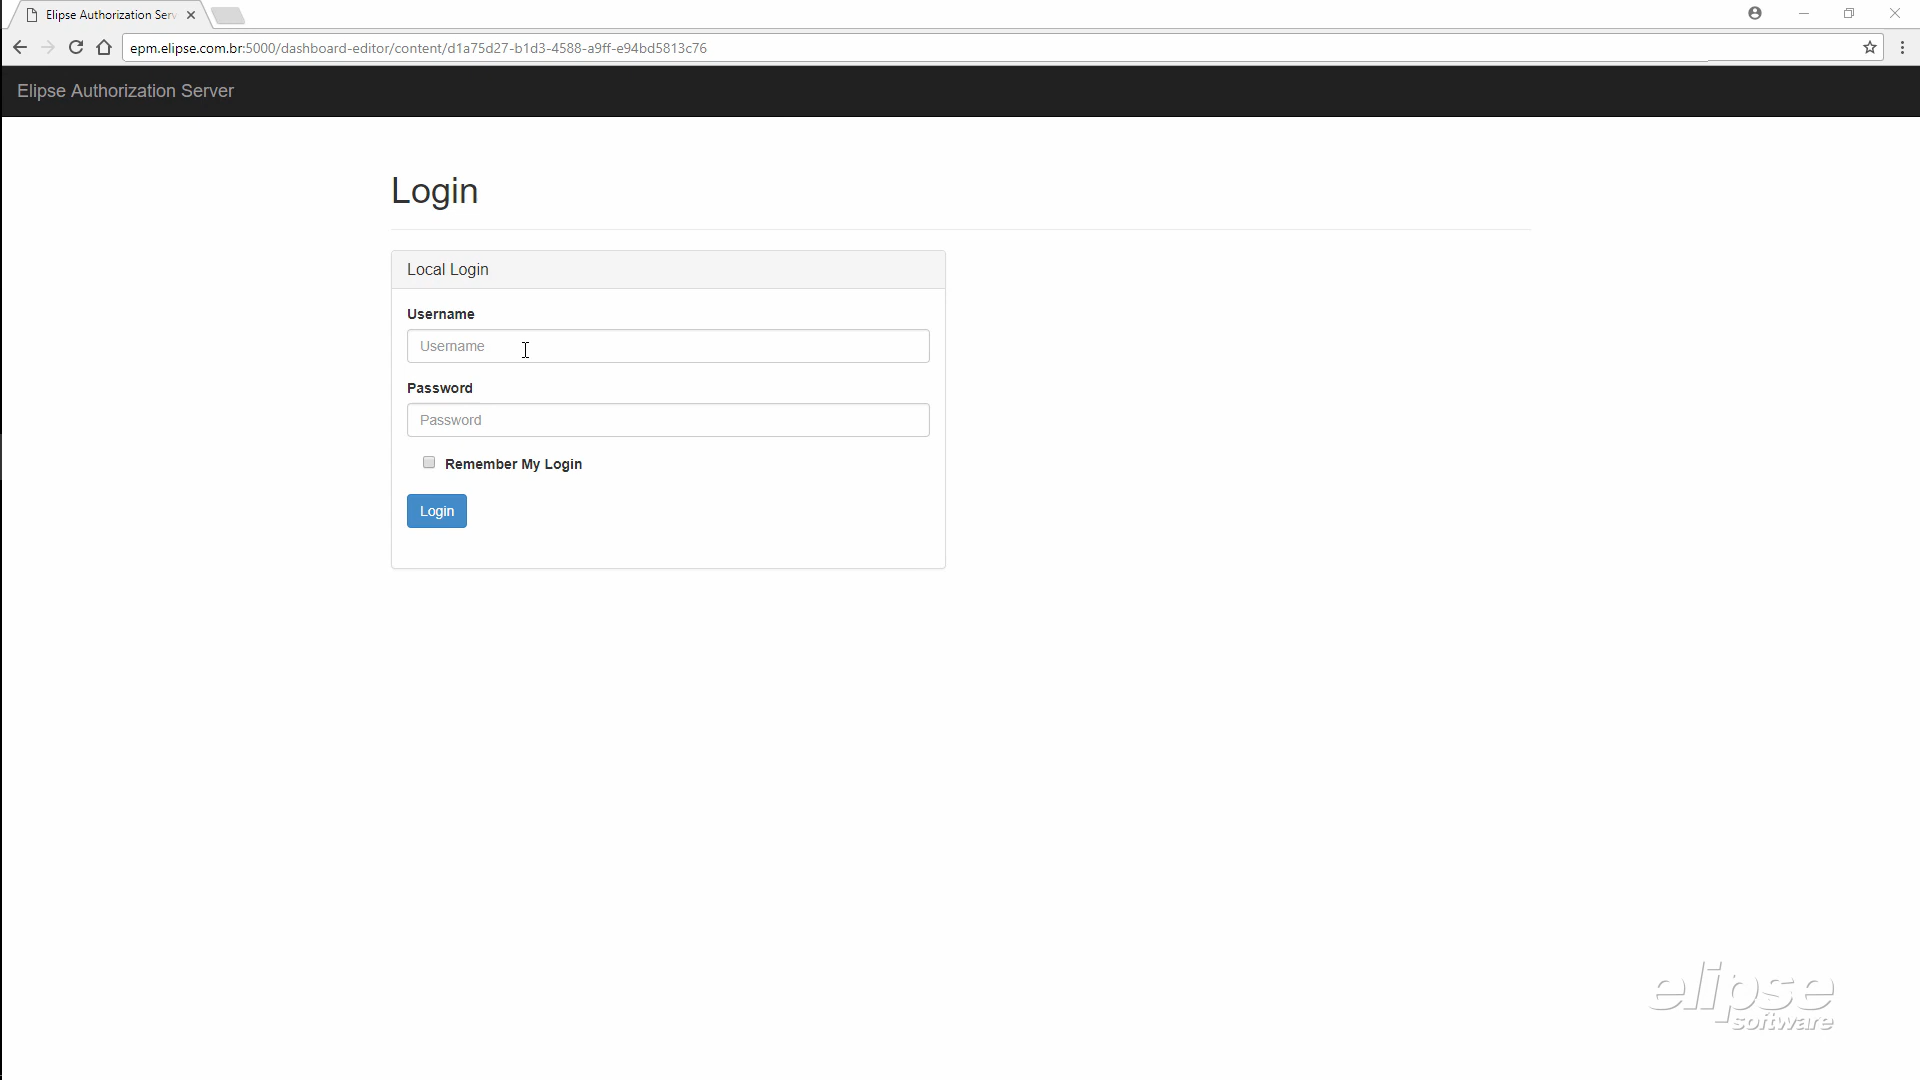 Elipse Authorization Ser
epm.elipse.com.br:5000/dashboard-editor/content/d1a75d27-b1d3-4588-a9ff-e94bd5813c76
Elipse Authorization Server
Login
Local Login
Username
Username
Password
Password
Remember My Login
Login
elipse
software